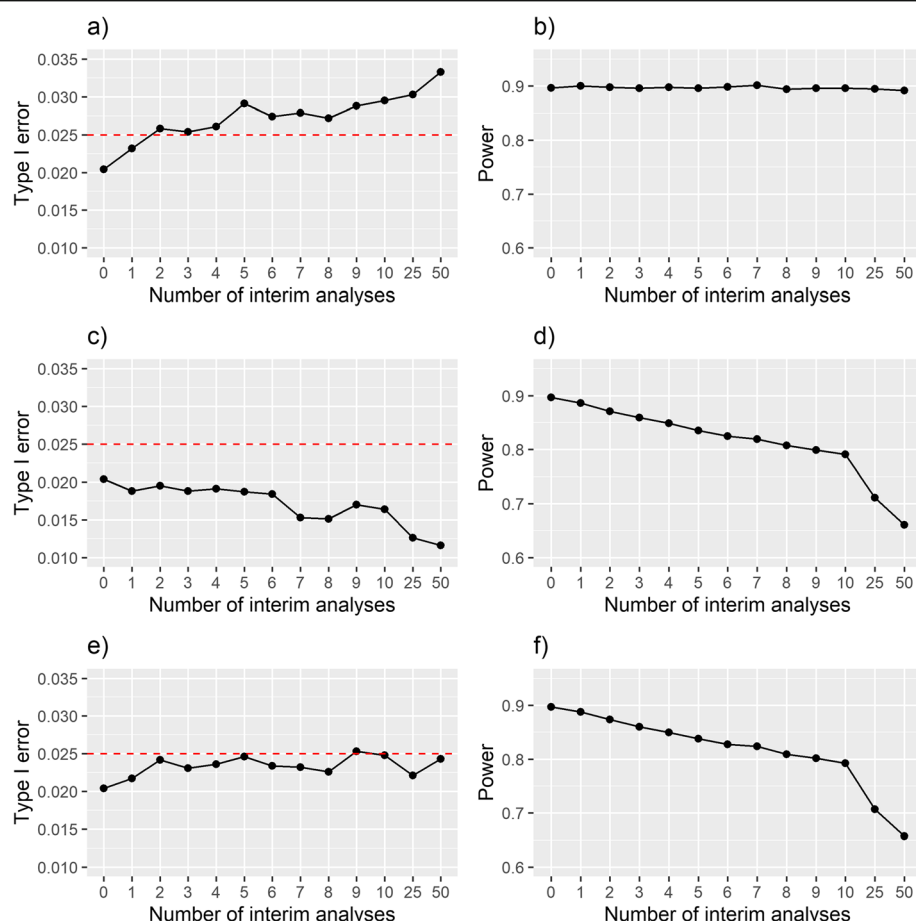 a)
Type I error
0.035
0.030
0.025
0.020
0.015
0.010
0 1 2 3 4 5 6 7 8 9 10 25 50
Number of interim analyses
b)
Power
0.9
0.8
0.7
0.6
0 1 2 3 4 5 6 7 8 9 10 25 50
Number of interim analyses
c)
Type I error
0.035
0.030
0.025
0.020
0.015
0.010
0 1 2 3 4 5 6 7 8 9 10 25 50
Number of interim analyses
d)
Power
0.9
0.8
0.7
0.6
0 1 2 3 4 5 6 7 8 9 10 25 50
Number of interim analyses
e)
Type I error
0.035
0.030
0.025
0.020
0.015
0.010
0 1 2 3 4 5 6 7 8 9 10 25 50
Number of interim analyses
f)
Power
0.9
0.8
0.7
0.6
0 1 2 3 4 5 6 7 8 9 10 25 50
Number of interim analyses